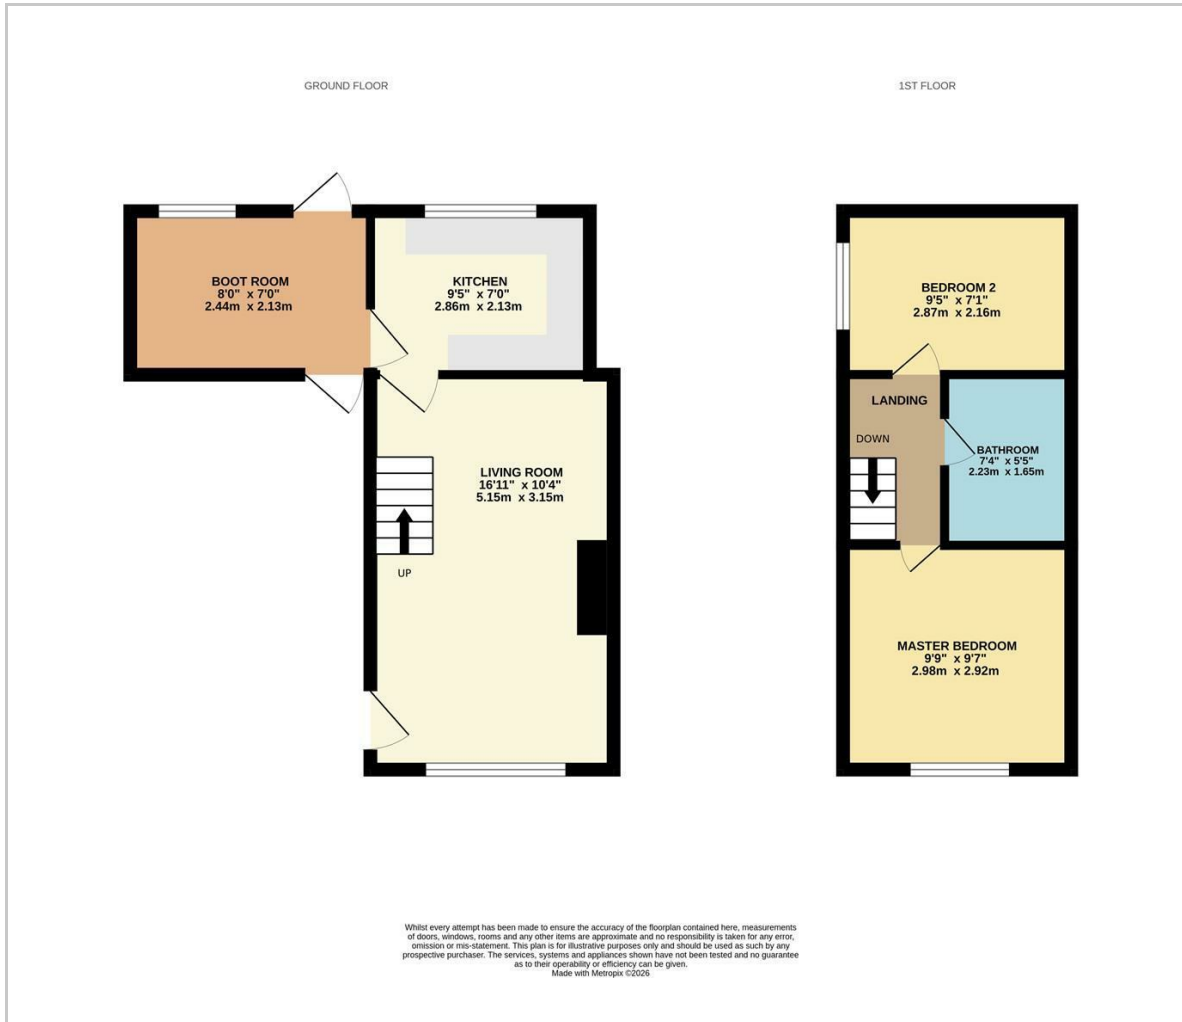 GROUND FLOOR
1ST FLOOR
BOOT ROOM
8'0" x 7'0"
2.44m x 2.13m
KITCHEN
9'5" x 7'0"
2.86m x 2.13m
LIVING ROOM
16'11" x 10'4"
5.15m x 3.15m
UP
BEDROOM 2
9'5" x 7'1"
2.87m x 2.16m
LANDING
DOWN
BATHROOM
7'4" x 5'5"
2.23m x 1.65m
MASTER BEDROOM
9'9" x 9'7"
2.98m x 2.92m
Whilst every attempt has been made to ensure the accuracy of the floorplan contained here, measurements
of doors, windows, rooms and any other items are approximate and no responsibility is taken for any error,
omission or mis-statement. This plan is for illustrative purposes only and should be used as such by any
prospective purchaser. The services, systems and appliances shown have not been tested and no guarantee
as to their operability or efficiency can be given.
Made with Metropix ©2026